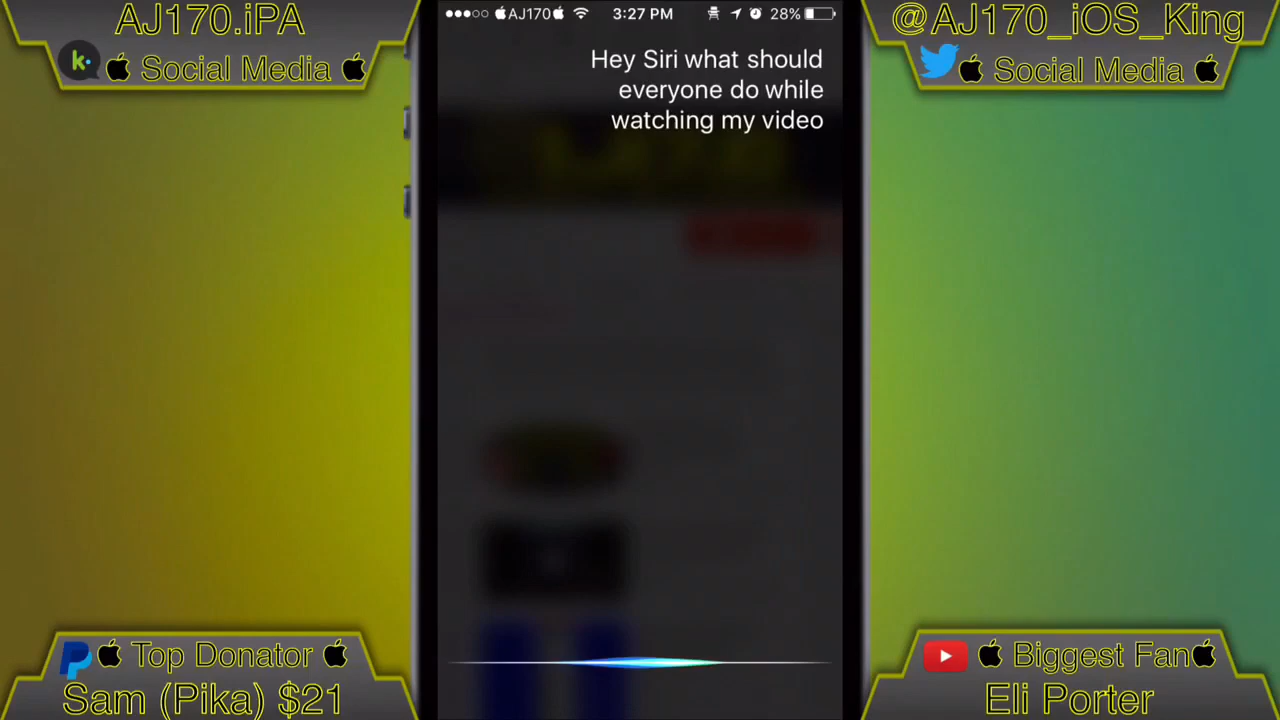 AJ170.iPA
k
Social Media
AJ170
3:27 PM
28%
Hey Siri what should
everyone do while
watching my video
@AJ170_iOS_King
Social Media
Top Donator
Sam (Pika) $21
Biggest Fan
Eli Porter